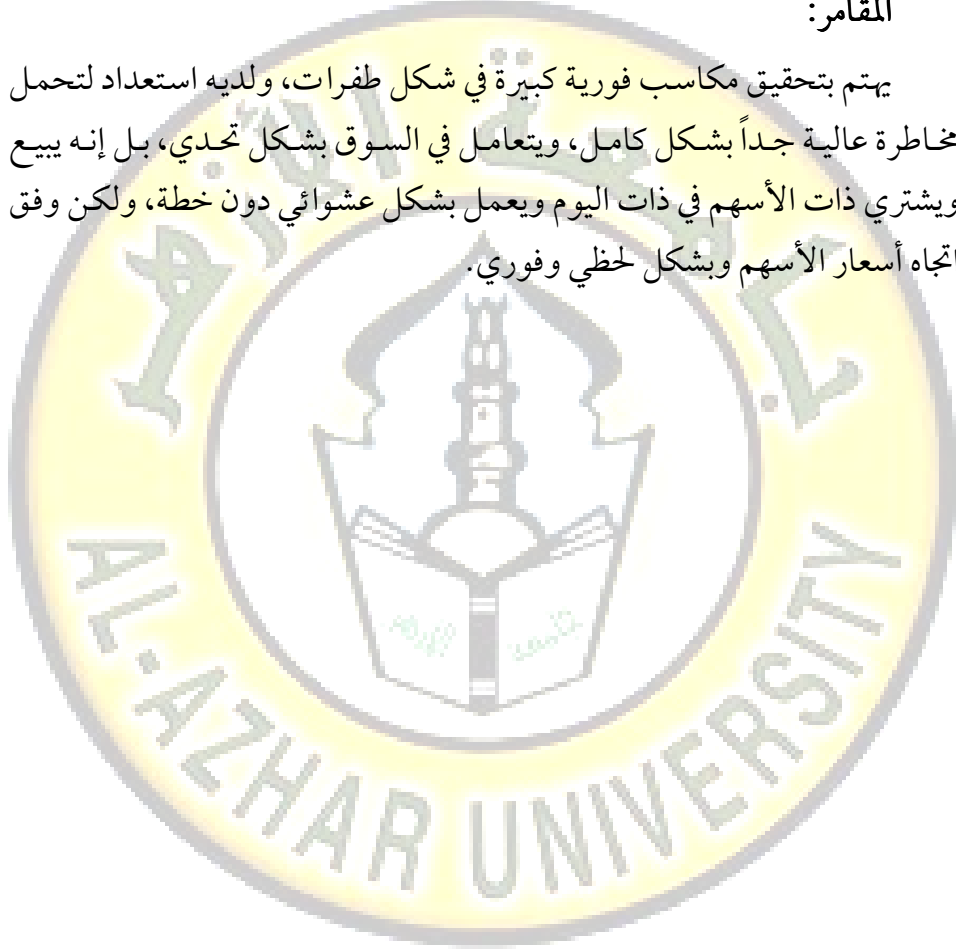 المقامر:
يهتم بتحقيق مكاسب فورية كبيرة في شكل طفرات، ولديه استعداد لتحمل
مخاطرة عالية جداً بشكل كامل، ويتعامل في السوق بشكل تحدي، بل إنه يبيع
ويشتري ذات الأسهم في ذات اليوم ويعمل بشكل عشوائي دون خطة، ولكن وفق
اتجاه أسعار الأسهم وبشكل لحظي وفوري.
جامعة الأزهر
AL-AZHAR UNIVERSITY